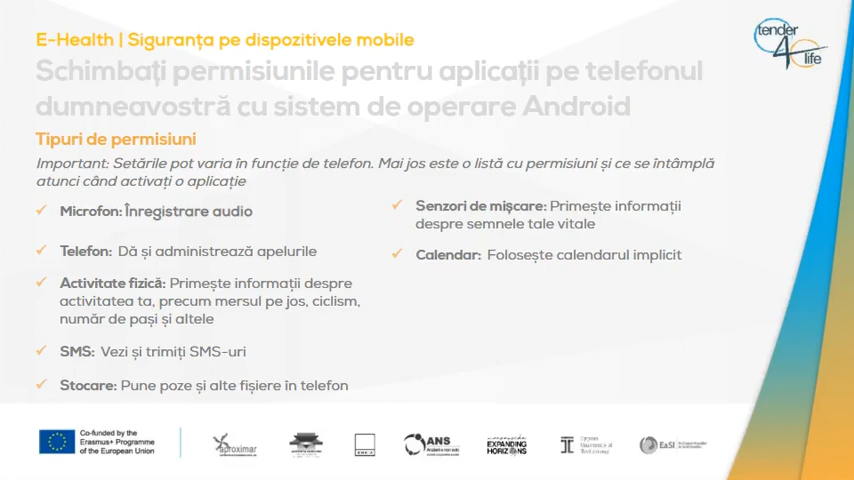 E-Health | Siguranța pe dispozitivele mobile
Schimbați permisiunile pentru aplicații pe telefonul
dumneavostră cu sistem de operare Android
Tipuri de permisiuni
Important: Setările pot varia în funcție de telefon. Mai jos este o listă cu permisiuni și ce se întâmplă
atunci când activați o aplicație
Microfon: Înregistrare audio
Telefon: Dă și administrează apelurile
Activitate fizică: Primește informații despre
activitatea ta, precum mersul pe jos, ciclism,
număr de pași și altele
SMS: Vezi și trimiți SMS-uri
Stocare: Pune poze și alte fișiere în telefon
Senzori de mișcare: Primește informații
despre semnele tale vitale
Calendar: Folosește calendarul implicit
tender
4
life
Co-funded by the
Erasmus+ Programme
of the European Union
aproximar
ANS
EXPANDING
HORIZONS
EaSI